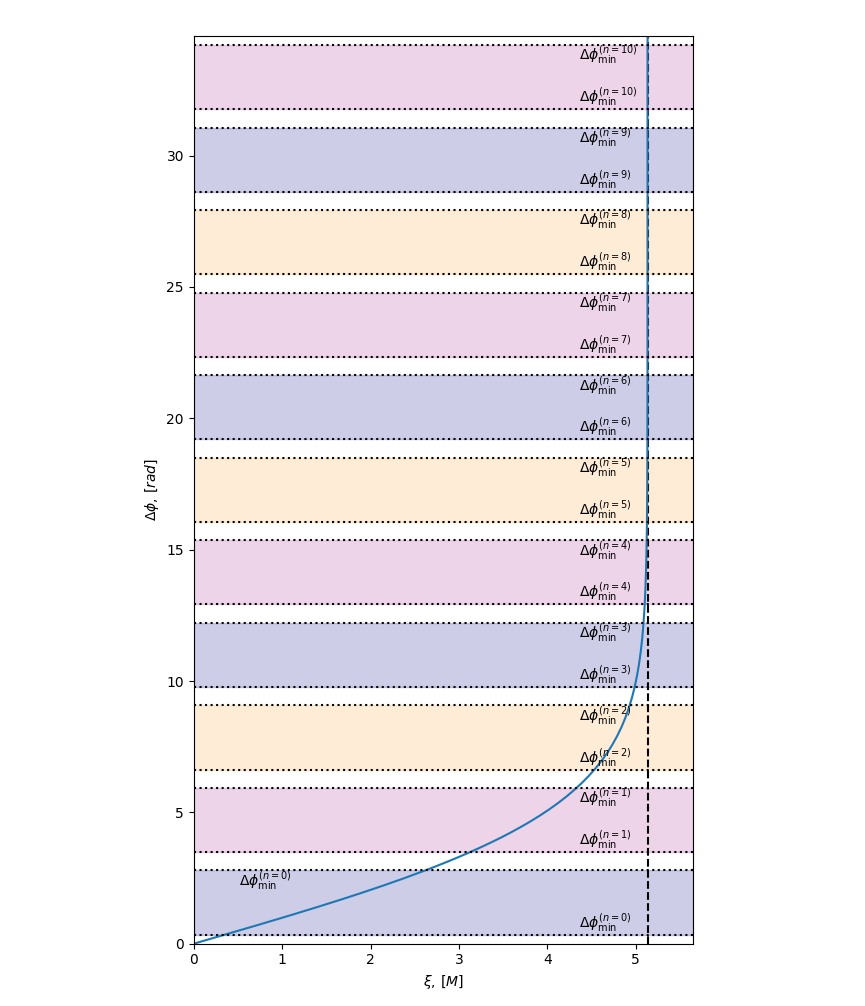 Δϕ_min^(n=10)
Δϕ_min^(n=10)
30
Δϕ_min^(n=9)
Δϕ_min^(n=9)
Δϕ_min^(n=8)
Δϕ_min^(n=8)
25
Δϕ_min^(n=7)
Δϕ_min^(n=7)
Δϕ_min^(n=6)
20
Δϕ_min^(n=6)
Δϕ, [rad]
Δϕ_min^(n=5)
Δϕ_min^(n=5)
15
Δϕ_min^(n=4)
Δϕ_min^(n=4)
Δϕ_min^(n=3)
10
Δϕ_min^(n=3)
Δϕ_min^(n=2)
Δϕ_min^(n=2)
5
Δϕ_min^(n=1)
Δϕ_min^(n=1)
Δϕ_min^(n=0)
Δϕ_min^(n=0)
0
0 1 2 3 4 5
ξ, [M]